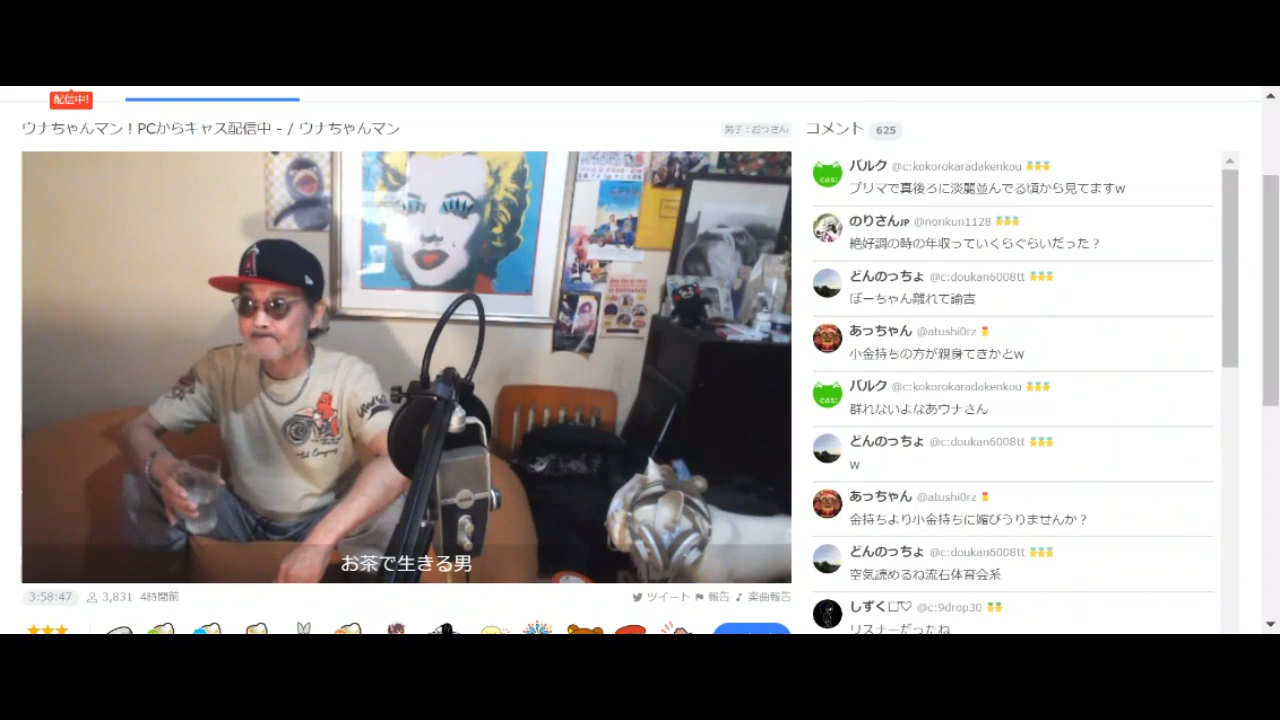 配信中!
ウナちゃんマン！PCからキャス配信中 - / ウナちゃんマン
男子：おっさん
お茶で生きる男
3:58:47 3,831 4時間前
ツイート 報告 楽曲報告
コメント 625
バルク @c:kokorokaradakenkou
プリマで真後ろに淡麗並んでる頃から見てますw
のりさんJP @norikun1128
絶好調の時の年収っていくらぐらいだった？
どんのっちょ @c:doukan6008tt
ばーちゃん離れて諭吉
あっちゃん @atushi0rz
小金持ちの方が親身てきかとw
バルク @c:kokorokaradakenkou
群れないよなあウナさん
どんのっちょ @c:doukan6008tt
w
あっちゃん @atushi0rz
金持ちより小金持ちに媚びうりませんか？
どんのっちょ @c:doukan6008tt
空気読めるね流石体育会系
しずく□♡ @c:9drop30
リスナーだったね